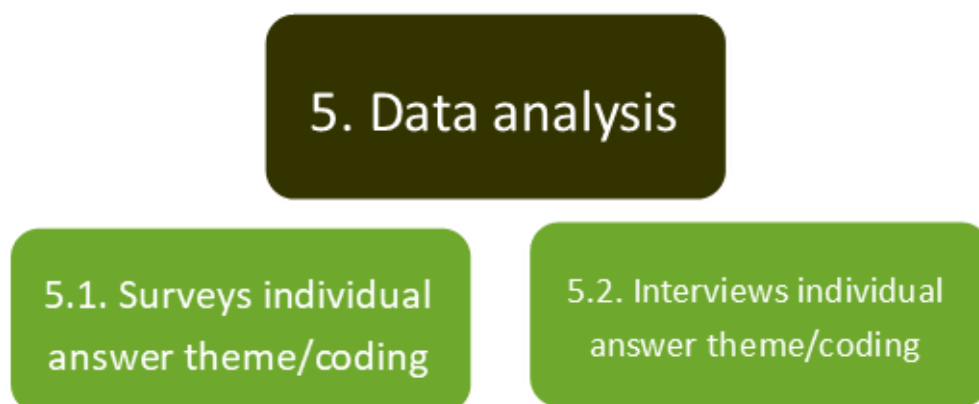 5. Data analysis
5.1. Surveys individual
answer theme/coding
5.2. Interviews individual
answer theme/coding